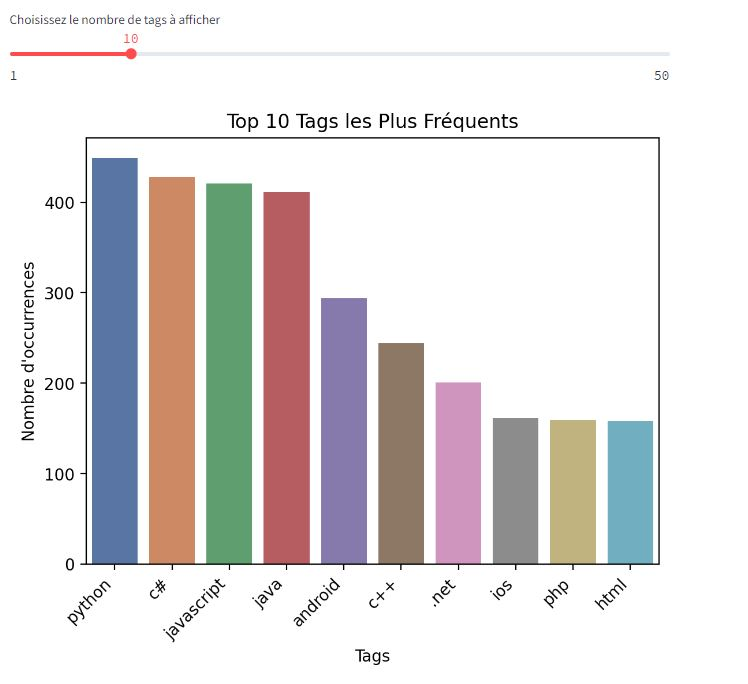 Choisissez le nombre de tags à afficher
10
1 50
Top 10 Tags les Plus Fréquents
Nombre d'occurrences
400
300
200
100
0
python c# javascript java android c++ .net ios php html
Tags